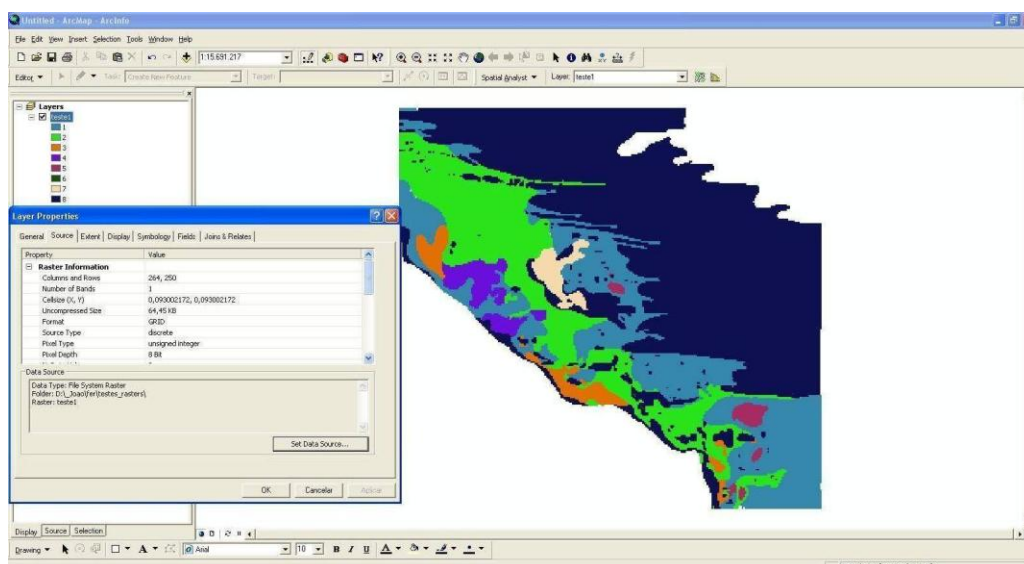 Untitled - ArcMap - ArcInfo
File Edit View Insert Selection Tools Window Help
1:15.691.217
Editor Task: Create New Feature Target: Spatial Analyst Layer: teste1
Layers
teste1
1
2
3
4
5
6
7
8
Layer Properties
General Source Extent Display Symbology Fields Joins & Relates
Property Value
Raster Information
Columns and Rows 264, 250
Number of Bands 1
Cellsize (X, Y) 0,093002172, 0,093002172
Uncompressed Size 64,45 KB
Format GRID
Source Type discrete
Pixel Type unsigned integer
Pixel Depth 8 Bit
Data Source
Data Type: File System Raster
Folder: D:\_Joao\fer\testes_rasters\
Raster: teste1
Set Data Source...
OK Cancelar Aplicar
Display Source Selection
Drawing A Arial 10 B I U A